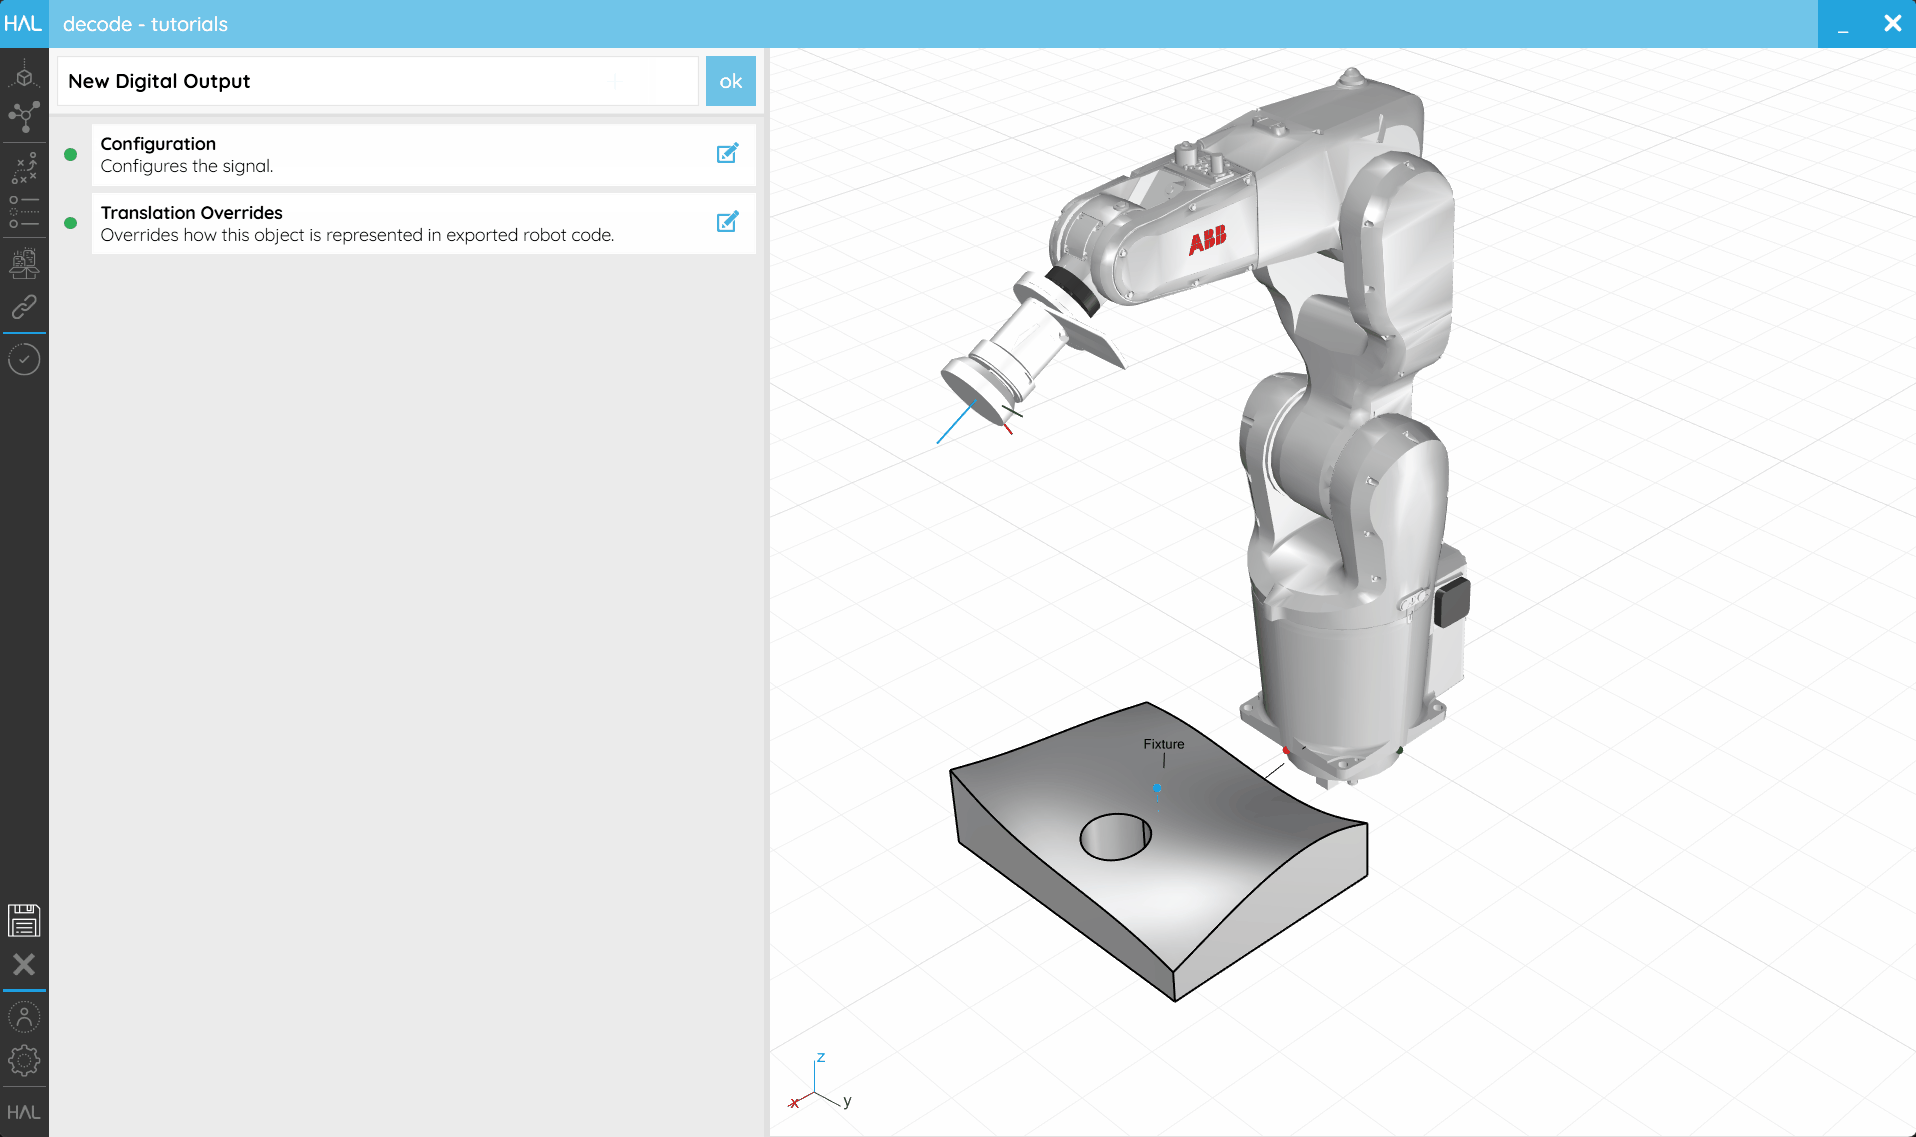 HAL
decode - tutorials
New Digital Output
ok
Configuration
Configures the signal.
Translation Overrides
Overrides how this object is represented in exported robot code.
ABB
Fixture
z
x
y
HAL